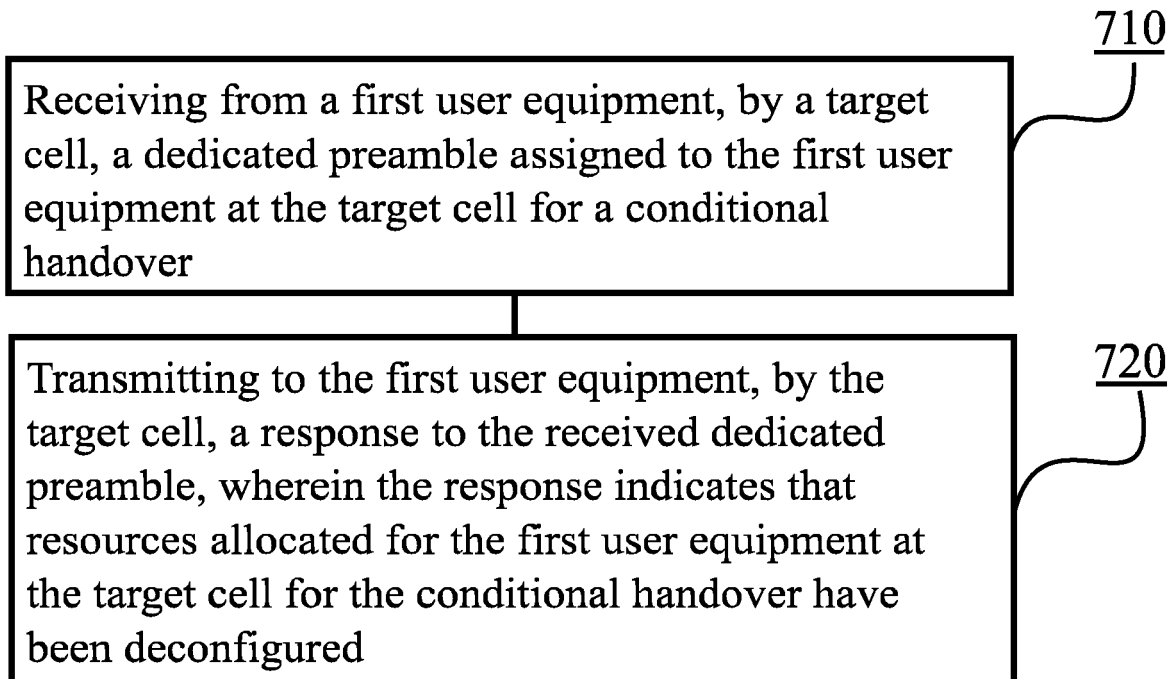 710
Receiving from a first user equipment, by a target
cell, a dedicated preamble assigned to the first user
equipment at the target cell for a conditional
handover
720
Transmitting to the first user equipment, by the
target cell, a response to the received dedicated
preamble, wherein the response indicates that
resources allocated for the first user equipment at
the target cell for the conditional handover have
been deconfigured